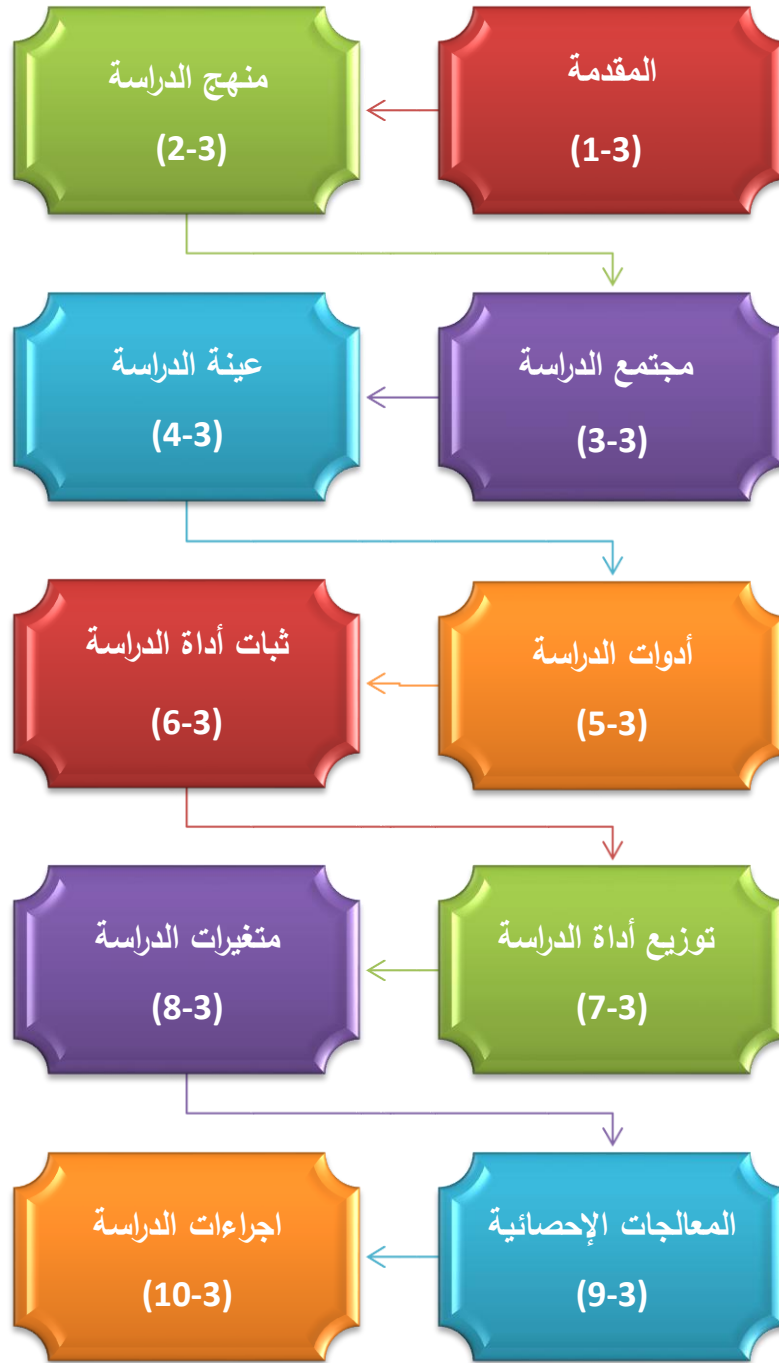 المقدمة
(1-3)
منهج الدراسة
(2-3)
مجتمع الدراسة
(3-3)
عينة الدراسة
(4-3)
أدوات الدراسة
(5-3)
ثبات أداة الدراسة
(6-3)
توزيع أداة الدراسة
(7-3)
متغيرات الدراسة
(8-3)
المعالجات الإحصائية
(9-3)
اجراءات الدراسة
(10-3)